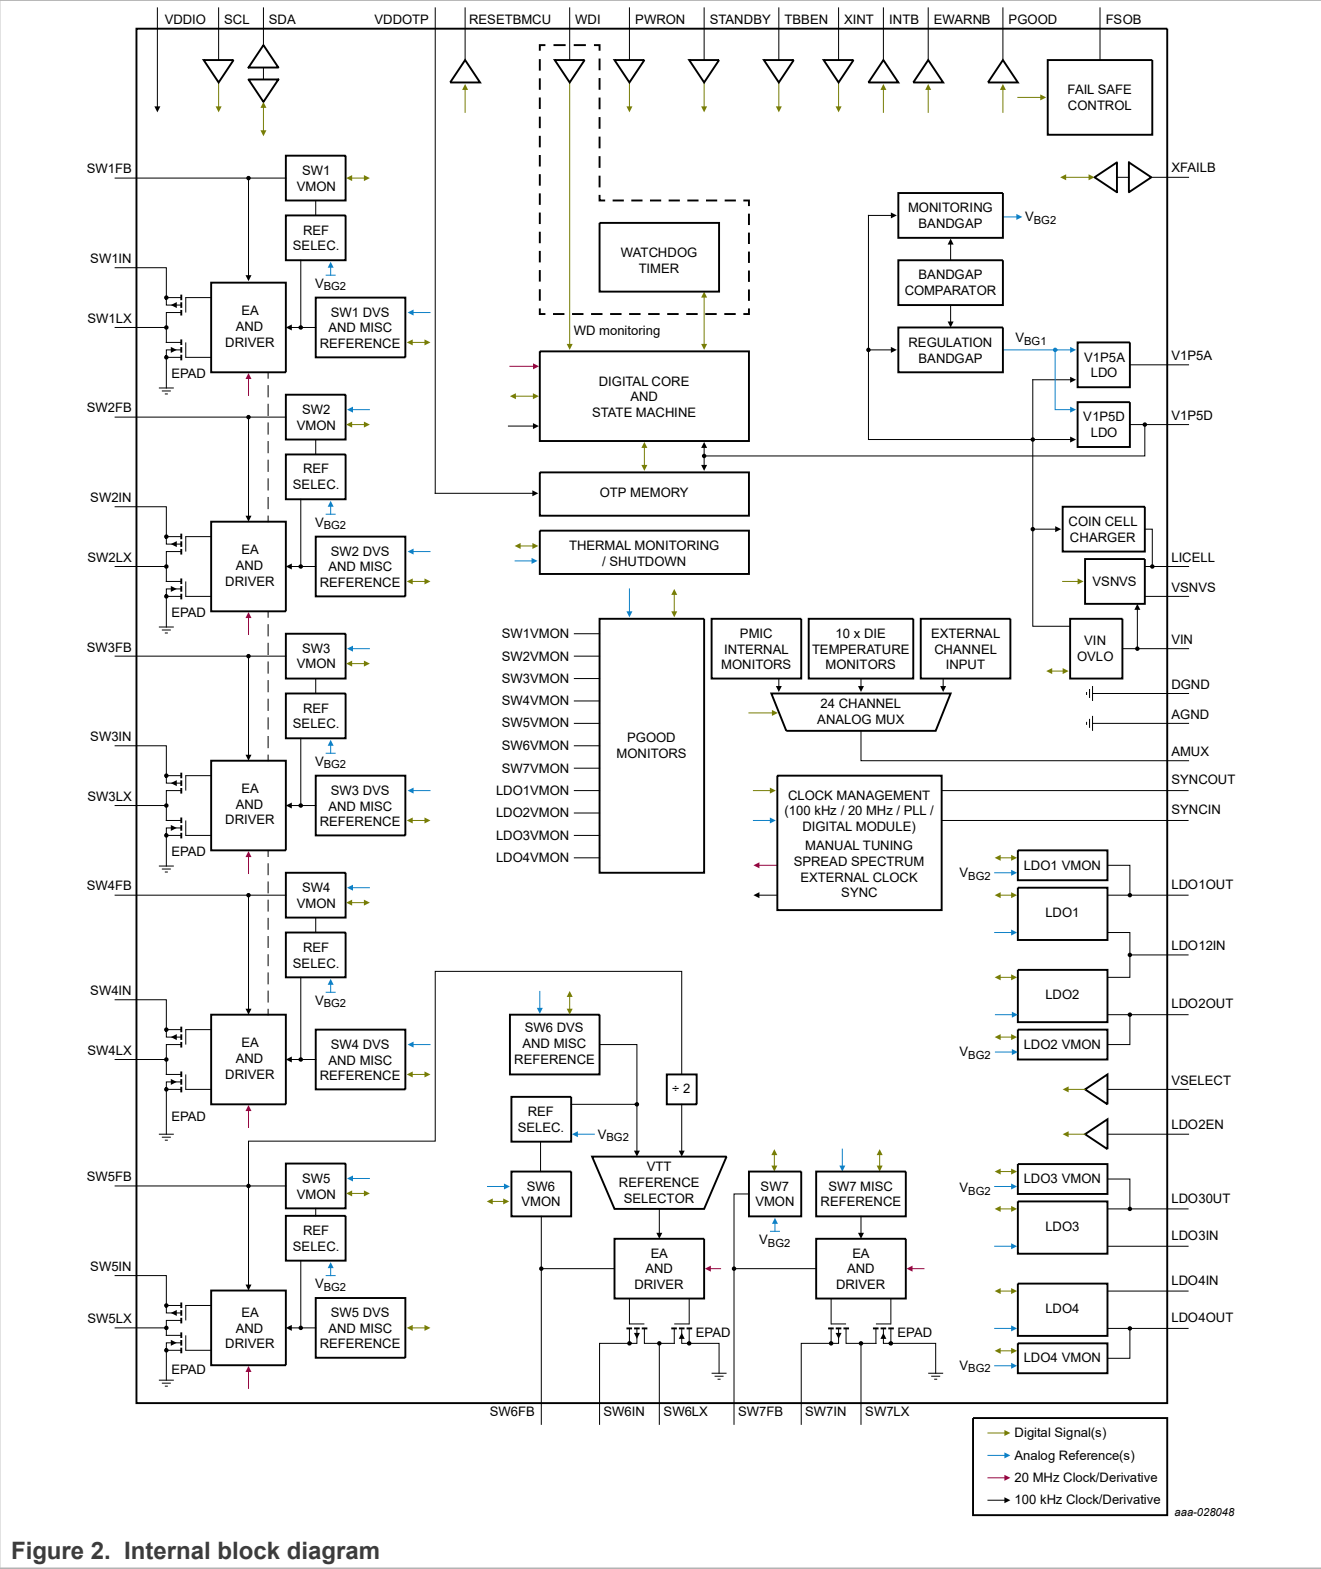 VDDIO
SCL
SDA
VDDOTP
RESETBMCU
WDI
PWRON
STANDBY
TBBEN
XINT
INTB
EWARNB
PGOOD
FSOB
FAIL SAFE
CONTROL
XFAILB
SW1FB
SW1
VMON
REF
SELEC.
VBG2
SW1IN
SW1LX
EA
AND
DRIVER
SW1 DVS
AND MISC
REFERENCE
EPAD
WATCHDOG
TIMER
WD monitoring
DIGITAL CORE
AND
STATE MACHINE
OTP MEMORY
THERMAL MONITORING
/ SHUTDOWN
MONITORING
BANDGAP
VBG2
BANDGAP
COMPARATOR
REGULATION
BANDGAP
VBG1
V1P5A
LDO
V1P5A
V1P5D
LDO
V1P5D
COIN CELL
CHARGER
LICELL
VSNVS
VSNVS
VIN
OVLO
VIN
DGND
AGND
AMUX
SYNCOUT
SYNCIN
SW2FB
SW2
VMON
REF
SELEC.
VBG2
SW2IN
SW2LX
EA
AND
DRIVER
SW2 DVS
AND MISC
REFERENCE
EPAD
SW3FB
SW3
VMON
REF
SELEC.
VBG2
SW3IN
SW3LX
EA
AND
DRIVER
SW3 DVS
AND MISC
REFERENCE
EPAD
SW1VMON
SW2VMON
SW3VMON
SW4VMON
SW5VMON
SW6VMON
SW7VMON
LDO1VMON
LDO2VMON
LDO3VMON
LDO4VMON
PGOOD
MONITORS
PMIC
INTERNAL
MONITORS
10 x DIE
TEMPERATURE
MONITORS
EXTERNAL
CHANNEL
INPUT
24 CHANNEL
ANALOG MUX
CLOCK MANAGEMENT
(100 kHz / 20 MHz / PLL /
DIGITAL MODULE)
MANUAL TUNING
SPREAD SPECTRUM
EXTERNAL CLOCK
SYNC
SW4FB
SW4
VMON
REF
SELEC.
VBG2
SW4IN
SW4LX
EA
AND
DRIVER
SW4 DVS
AND MISC
REFERENCE
EPAD
SW5FB
SW5
VMON
REF
SELEC.
VBG2
SW5IN
SW5LX
EA
AND
DRIVER
SW5 DVS
AND MISC
REFERENCE
EPAD
SW6 DVS
AND MISC
REFERENCE
÷ 2
REF
SELEC.
VBG2
SW6
VMON
VTT
REFERENCE
SELECTOR
EA
AND
DRIVER
EPAD
SW7
VMON
VBG2
SW7 MISC
REFERENCE
EA
AND
DRIVER
EPAD
VBG2
LDO1 VMON
LDO1
LDO1OUT
LDO12IN
LDO2
LDO2OUT
VBG2
LDO2 VMON
VSELECT
LDO2EN
VBG2
LDO3 VMON
LDO3
LDO30UT
LDO3IN
LDO4IN
LDO4
LDO4OUT
VBG2
LDO4 VMON
SW6FB
SW6IN
SW6LX
SW7FB
SW7IN
SW7LX
Digital Signal(s)
Analog Reference(s)
20 MHz Clock/Derivative
100 kHz Clock/Derivative
aaa-028048
Figure 2. Internal block diagram